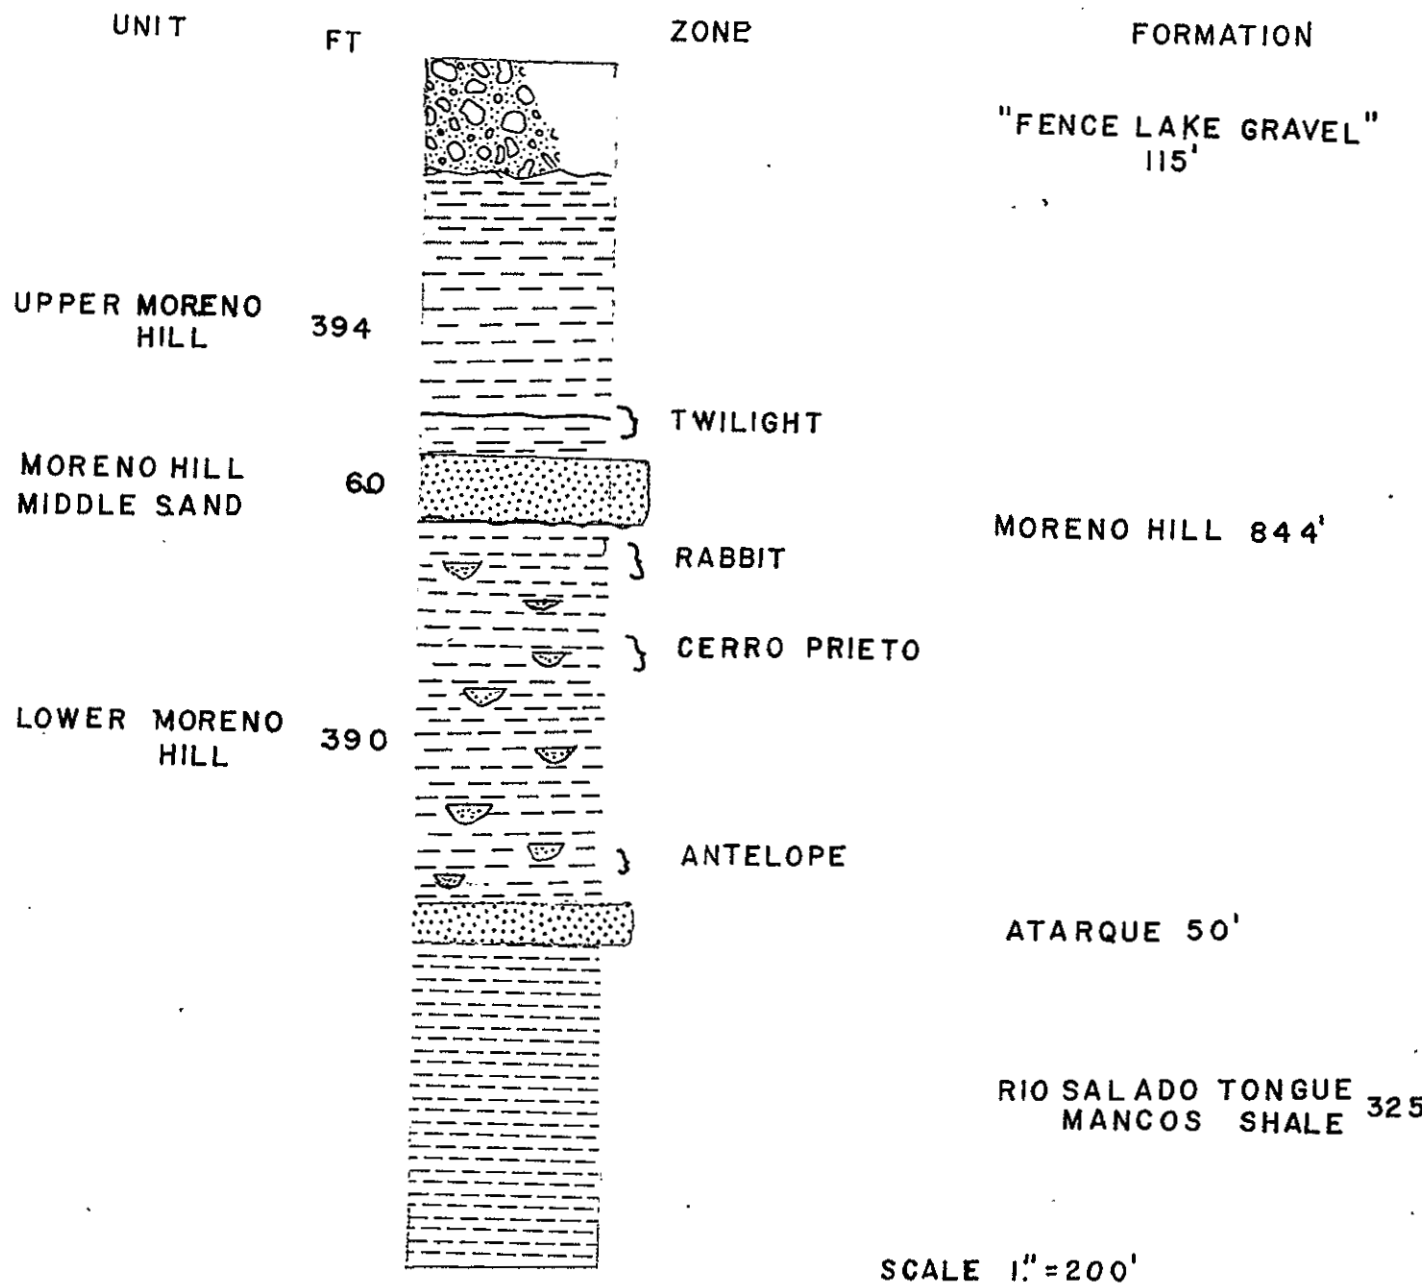 UNIT FT ZONE FORMATION
"FENCE LAKE GRAVEL"
115'
UPPER MORENO
HILL
394
TWILIGHT
MORENO HILL
MIDDLE SAND
60
MORENO HILL 844'
RABBIT
CERRO PRIETO
LOWER MORENO
HILL
390
ANTELOPE
ATARQUE 50'
RIO SALADO TONGUE
MANCOS SHALE
325
SCALE 1"=200'